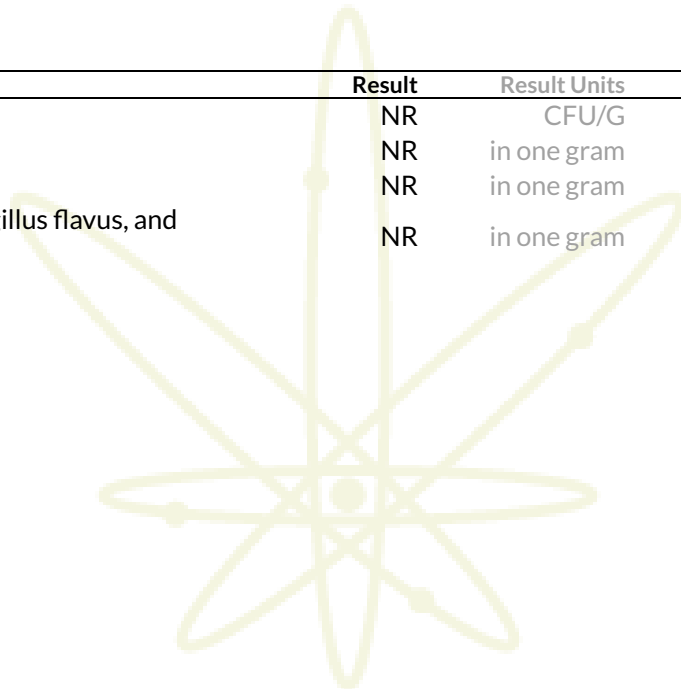 Result Result Units
NR CFU/G
NR in one gram
NR in one gram
illus flavus, and
NR in one gram